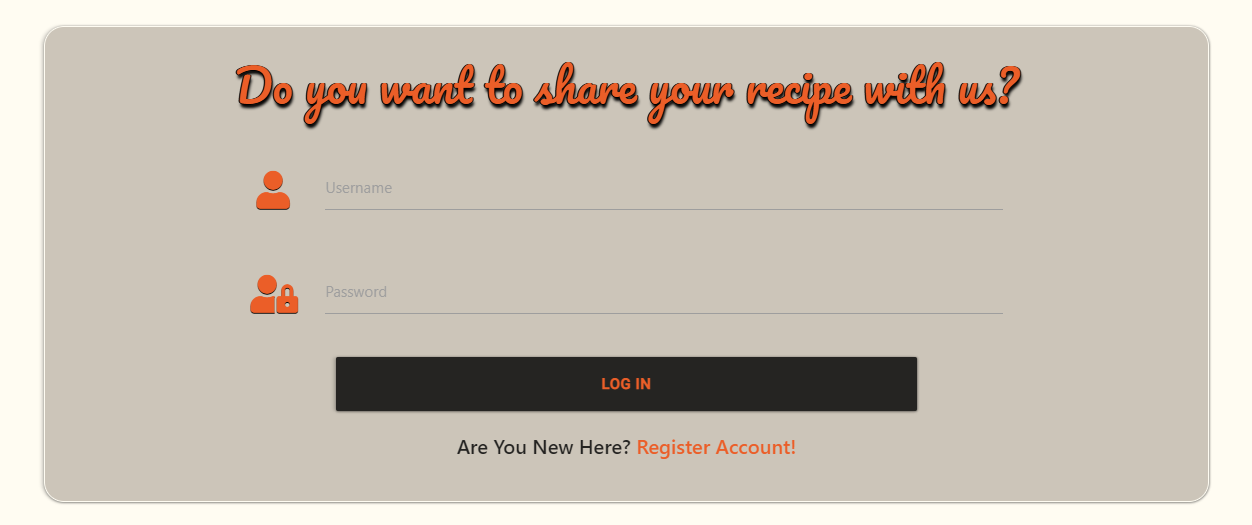 Do you want to share your recipe with us?
Username
Password
LOG IN
Are You New Here? Register Account!